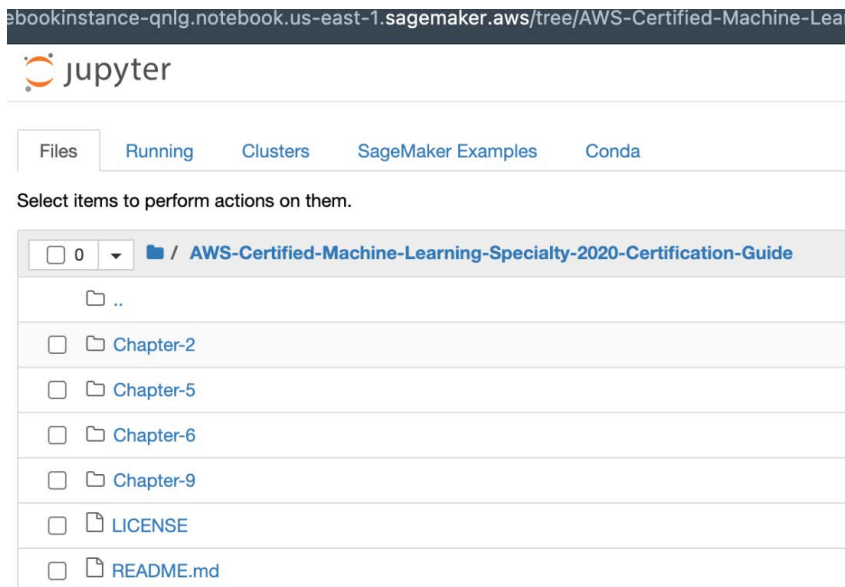 ebookinstance-qnlg.notebook.us-east-1.sagemaker.aws/tree/AWS-Certified-Machine-Lea
jupyter
Files Running Clusters SageMaker Examples Conda
Select items to perform actions on them.
0 / AWS-Certified-Machine-Learning-Specialty-2020-Certification-Guide
..
Chapter-2
Chapter-5
Chapter-6
Chapter-9
LICENSE
README.md